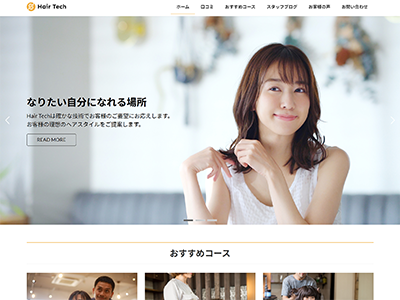 Hair Tech
ホーム
口コミ
おすすめコース
スタッフブログ
お客様の声
お問い合わせ
なりたい自分になれる場所
Hair Techは確かな技術でお客様のご要望にお応えします。
お客様の理想のヘアスタイルをご提案します。
READ MORE
おすすめコース